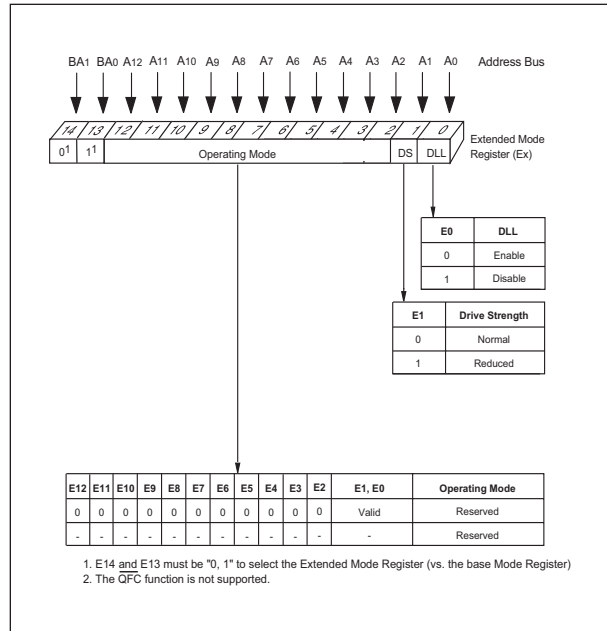 BA1 BA0 A12 A11 A10 A9 A8 A7 A6 A5 A4 A3 A2 A1 A0 Address Bus
14 13 12 11 10 9 8 7 6 5 4 3 2 1 0
0¹ 1¹ Operating Mode DS DLL
Extended Mode
Register (Ex)
E0 DLL
0 Enable
1 Disable
E1 Drive Strength
0 Normal
1 Reduced
E12 E11 E10 E9 E8 E7 E6 E5 E4 E3 E2 E1, E0 Operating Mode
0 0 0 0 0 0 0 0 0 0 0 Valid Reserved
- - - - - - - - - - - - Reserved
1. E14 and E13 must be "0, 1" to select the Extended Mode Register (vs. the base Mode Register)
2. The QFC function is not supported.